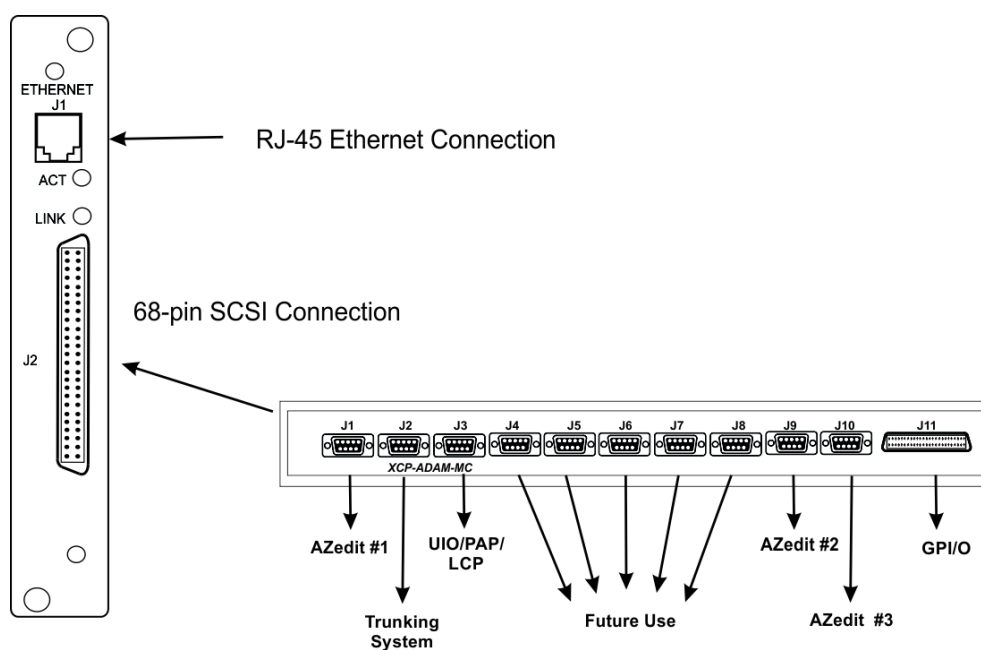 ETHERNET
J1
RJ-45 Ethernet Connection
ACT
LINK
68-pin SCSI Connection
J2
J1 J2 J3 J4 J5 J6 J7 J8 J9 J10 J11
XCP-ADAM-MC
AZedit #1
UIO/PAP/
LCP
AZedit #2
GPI/O
Trunking
System
Future Use
AZedit #3